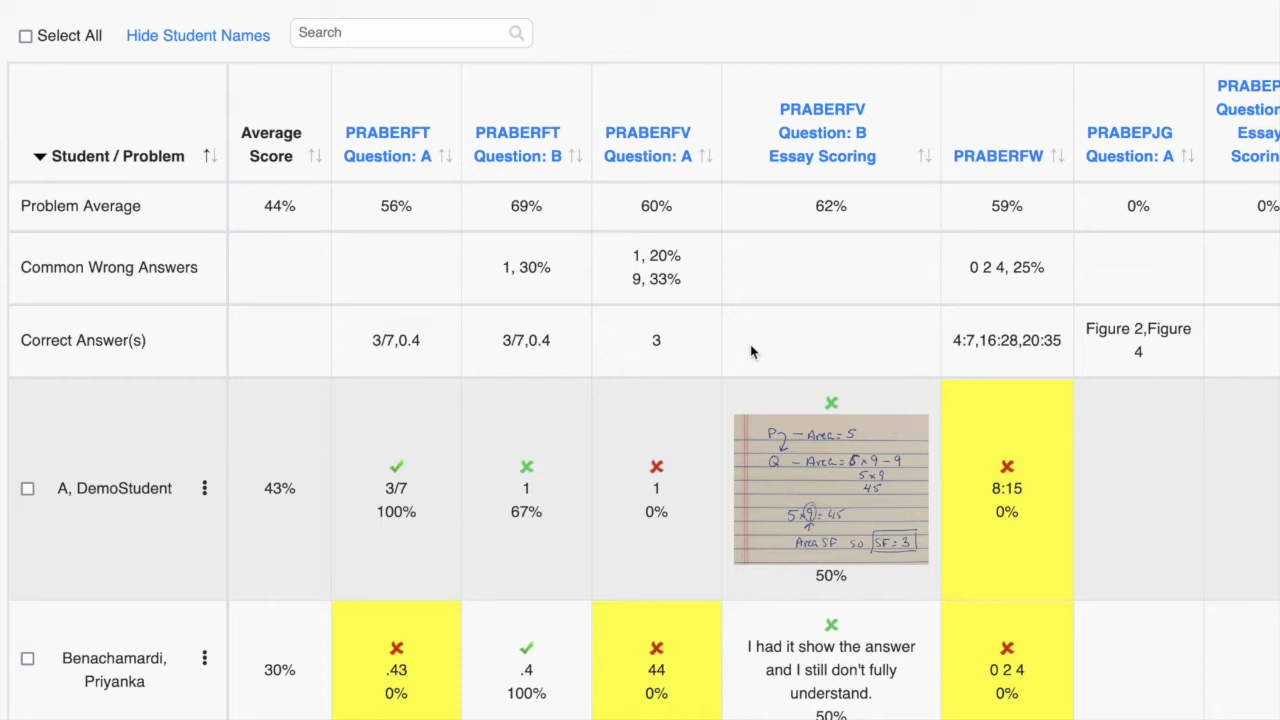 Select All Hide Student Names Search
Student / Problem
Average
Score
PRABERFT
Question: A
PRABERFT
Question: B
PRABERFV
Question: A
PRABERFV
Question: B
Essay Scoring
PRABERFW
PRABEPJG
Question: A
PRABEP
Question
Essay
Scorin
Problem Average 44% 56% 69% 60% 62% 59% 0% 0%
Common Wrong Answers
1, 30%
1, 20%
9, 33%
0 2 4, 25%
Correct Answer(s)
3/7,0.4
3/7,0.4
3
4:7,16:28,20:35
Figure 2,Figure
4
A, DemoStudent
43%
3/7
100%
1
67%
1
0%
P - Area = 5
Q - Area = 5x9 - 9
5x9
45
5x9 = 45
Area SF so SF = 3
50%
8:15
0%
Benachamardi,
Priyanka
30%
.43
0%
.4
100%
44
0%
I had it show the answer
and I still don't fully
understand.
50%
0 2 4
0%